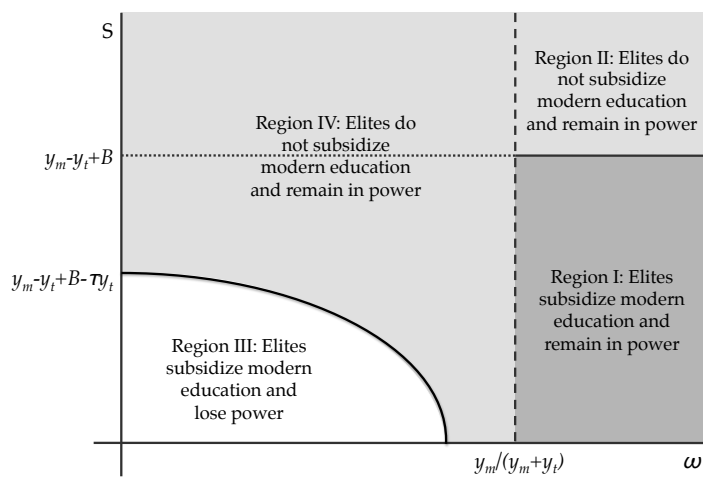 S
Region II: Elites do
not subsidize
modern education
and remain in power
Region IV: Elites do
not subsidize
modern education
and remain in power
y_m-y_t+B
y_m-y_t+B-τy_t
Region I: Elites
subsidize modern
education and
remain in power
Region III: Elites
subsidize modern
education and
lose power
y_m/(y_m+y_t)
ω